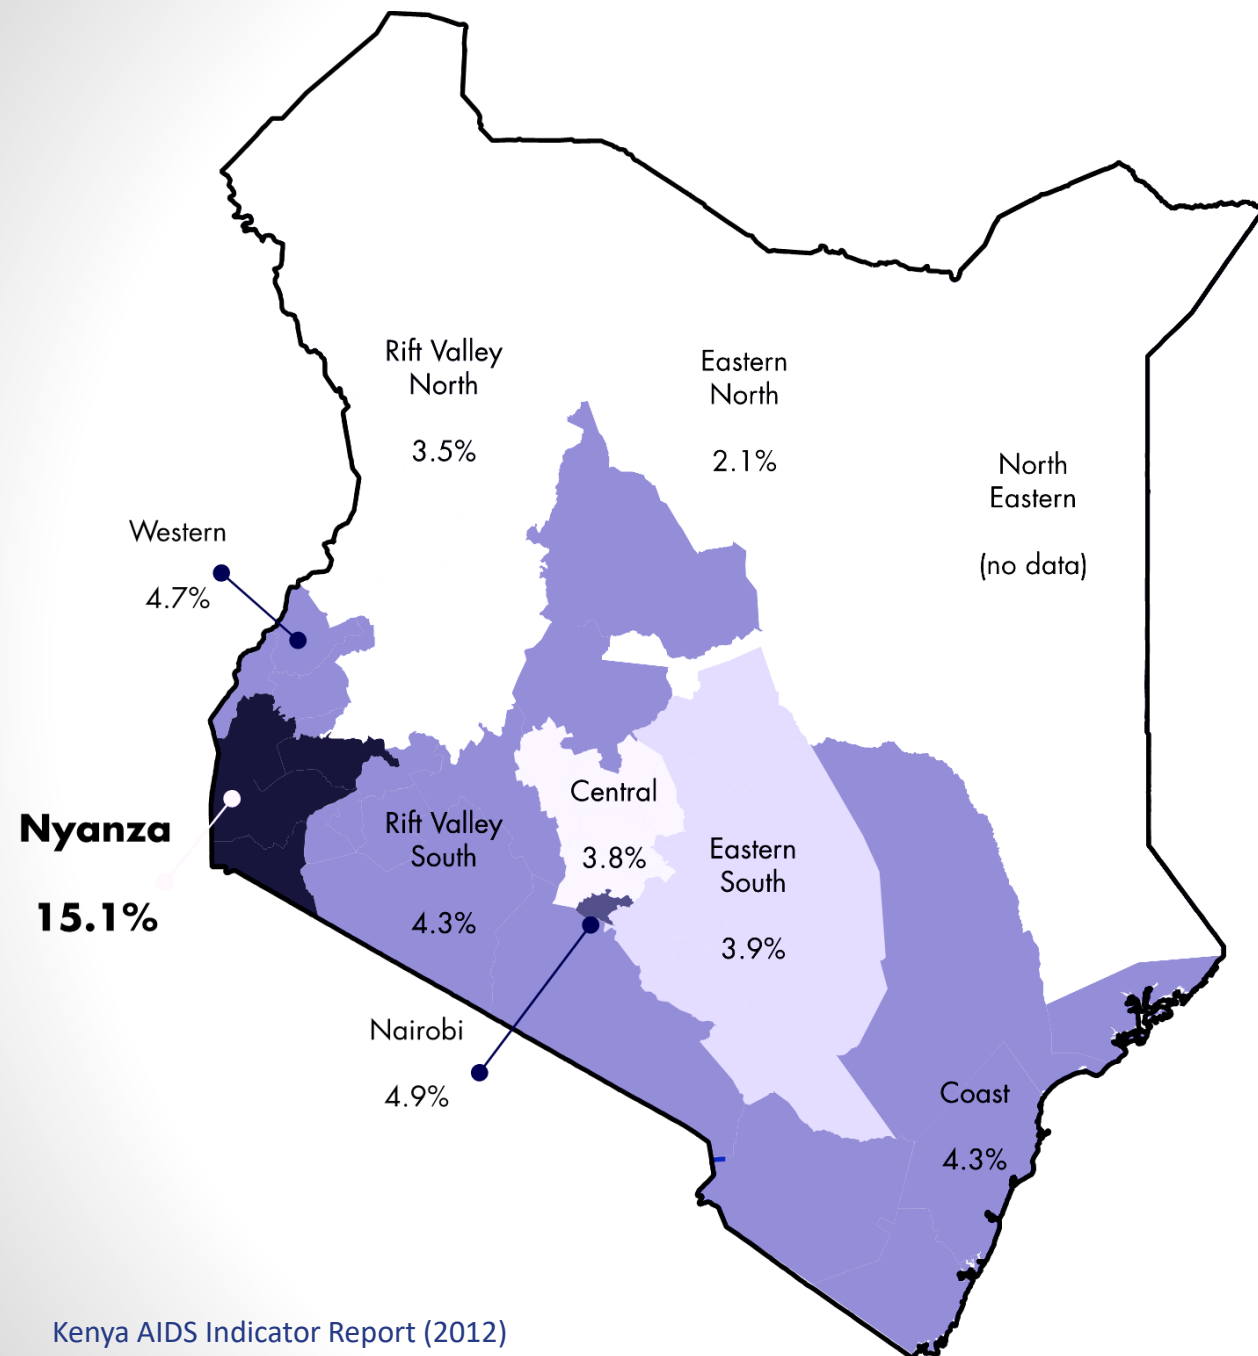 Rift Valley
North
3.5%
Eastern
North
2.1%
North
Eastern
(no data)
Western
4.7%
Nyanza
15.1%
Rift Valley
South
4.3%
Central
3.8%
Eastern
South
3.9%
Nairobi
4.9%
Coast
4.3%
Kenya AIDS Indicator Report (2012)